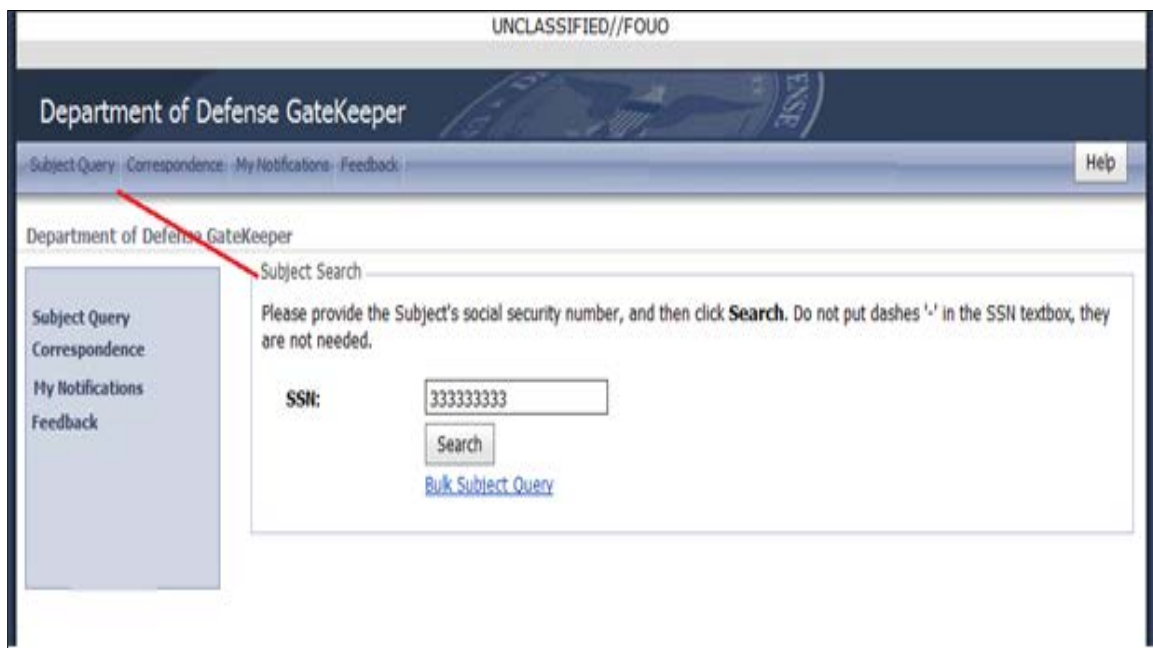 UNCLASSIFIED//FOUO
Department of Defense GateKeeper
Subject Query Correspondence My Notifications Feedback
Help
Department of Defense GateKeeper
Subject Query
Correspondence
My Notifications
Feedback
Subject Search
Please provide the Subject's social security number, and then click Search. Do not put dashes '-' in the SSN textbox, they
are not needed.
SSN: 333333333
Search
Bulk Subject Query